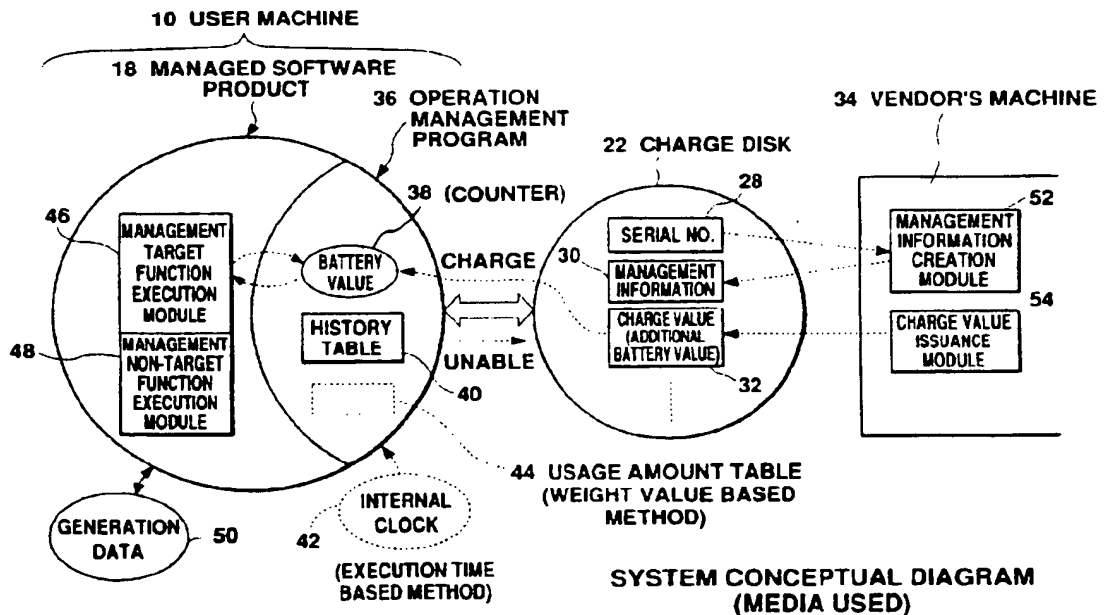 10 USER MACHINE
18 MANAGED SOFTWARE
PRODUCT
36 OPERATION
MANAGEMENT
PROGRAM
34 VENDOR'S MACHINE
22 CHARGE DISK
38 (COUNTER)
28
52
46
MANAGEMENT
TARGET
FUNCTION
EXECUTION
MODULE
BATTERY
VALUE
CHARGE
SERIAL NO.
30
MANAGEMENT
INFORMATION
MANAGEMENT
INFORMATION
CREATION
MODULE
54
48
MANAGEMENT
NON-TARGET
FUNCTION
EXECUTION
MODULE
HISTORY
TABLE
UNABLE
CHARGE VALUE
(ADDITIONAL
BATTERY VALUE)
CHARGE VALUE
ISSUANCE
MODULE
40
32
44 USAGE AMOUNT TABLE
(WEIGHT VALUE BASED
METHOD)
GENERATION
DATA
50
42
INTERNAL
CLOCK
(EXECUTION TIME
BASED METHOD)
SYSTEM CONCEPTUAL DIAGRAM
(MEDIA USED)